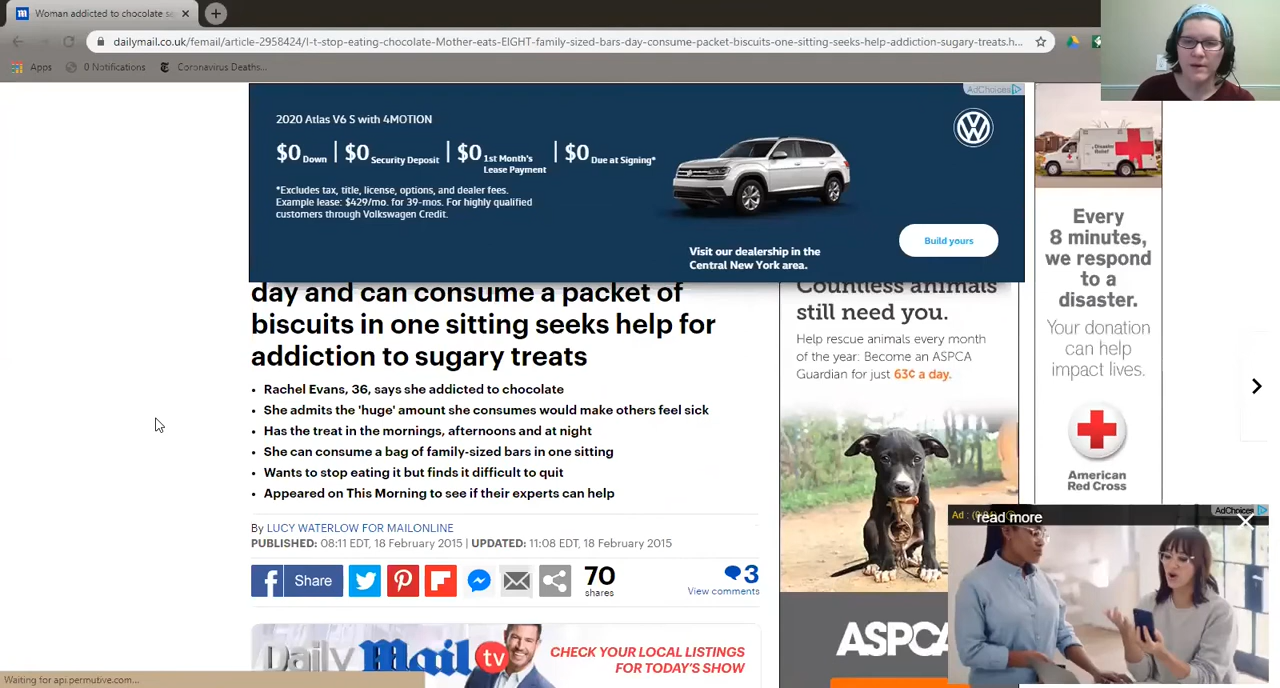 Woman addicted to chocolate sa
dailymail.co.uk/femail/article-2958424/I-t-stop-eating-chocolate-Mother-eats-EIGHT-family-sized-bars-day-consume-packet-biscuits-one-sitting-seeks-help-addiction-sugary-treats.h...
Apps
0 Notifications
Coronavirus Deaths...
AdChoices
2020 Atlas V6 S with 4MOTION
$0 Down | $0 Security Deposit | $0 1st Month's Lease Payment | $0 Due at Signing*
*Excludes tax, title, license, options, and dealer fees.
Example lease: $429/mo. for 39-mos. For highly qualified
customers through Volkswagen Credit.
Visit our dealership in the
Central New York area.
Build yours
day and can consume a packet of
biscuits in one sitting seeks help for
addiction to sugary treats
• Rachel Evans, 36, says she addicted to chocolate
• She admits the 'huge' amount she consumes would make others feel sick
• Has the treat in the mornings, afternoons and at night
• She can consume a bag of family-sized bars in one sitting
• Wants to stop eating it but finds it difficult to quit
• Appeared on This Morning to see if their experts can help
By LUCY WATERLOW FOR MAILONLINE
PUBLISHED: 08:11 EDT, 18 February 2015 | UPDATED: 11:08 EDT, 18 February 2015
Share
70
shares
3
View comments
Daily Mail tv
CHECK YOUR LOCAL LISTINGS
FOR TODAY'S SHOW
Countless animals
still need you.
Help rescue animals every month
of the year: Become an ASPCA
Guardian for just 63¢ a day.
ASPCA
Disaster
Relief
Every
8 minutes,
we respond
to a
disaster.
Your donation
can help
impact lives.
American
Red Cross
AdChoices
read more
Waiting for api.permutive.com...